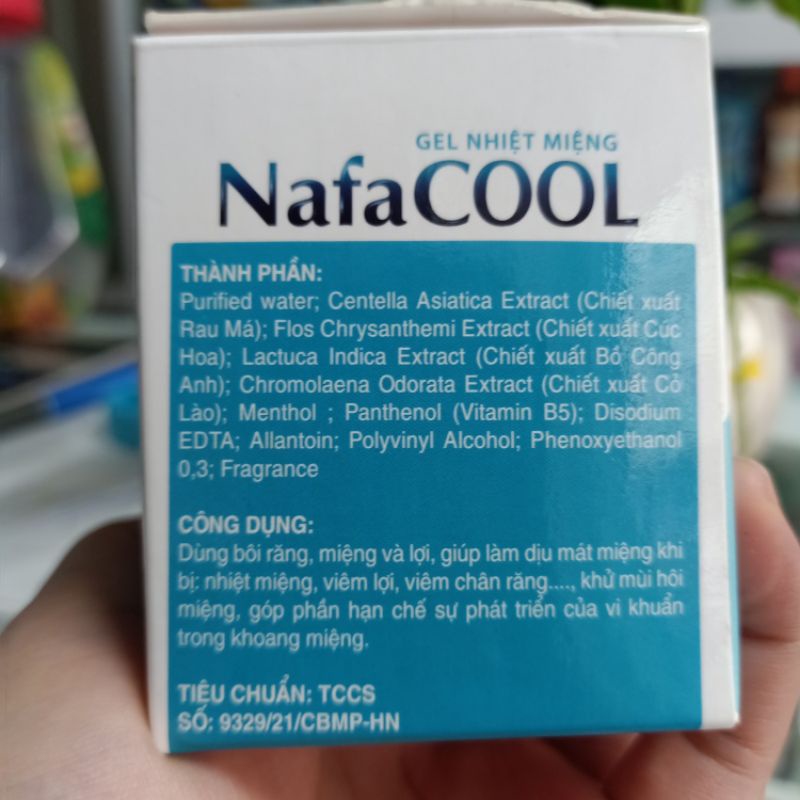 GEL NHIỆT MIỆNG
NafaCOOL
THÀNH PHẦN:
Purified water; Centella Asiatica Extract (Chiết xuất
Rau Má); Flos Chrysanthemi Extract (Chiết xuất Cúc
Hoa); Lactuca Indica Extract (Chiết xuất Bồ Công
Anh); Chromolaena Odorata Extract (Chiết xuất Cỏ
Lào); Menthol ; Panthenol (Vitamin B5); Disodium
EDTA; Allantoin; Polyvinyl Alcohol; Phenoxyethanol
0,3; Fragrance
CÔNG DỤNG:
Dùng bôi răng, miệng và lợi, giúp làm dịu mát miệng khi
bị: nhiệt miệng, viêm lợi, viêm chân răng...., khử mùi hôi
miệng, góp phần hạn chế sự phát triển của vi khuẩn
trong khoang miệng.
TIÊU CHUẨN: TCCS
SỐ: 9329/21/CBMP-HN